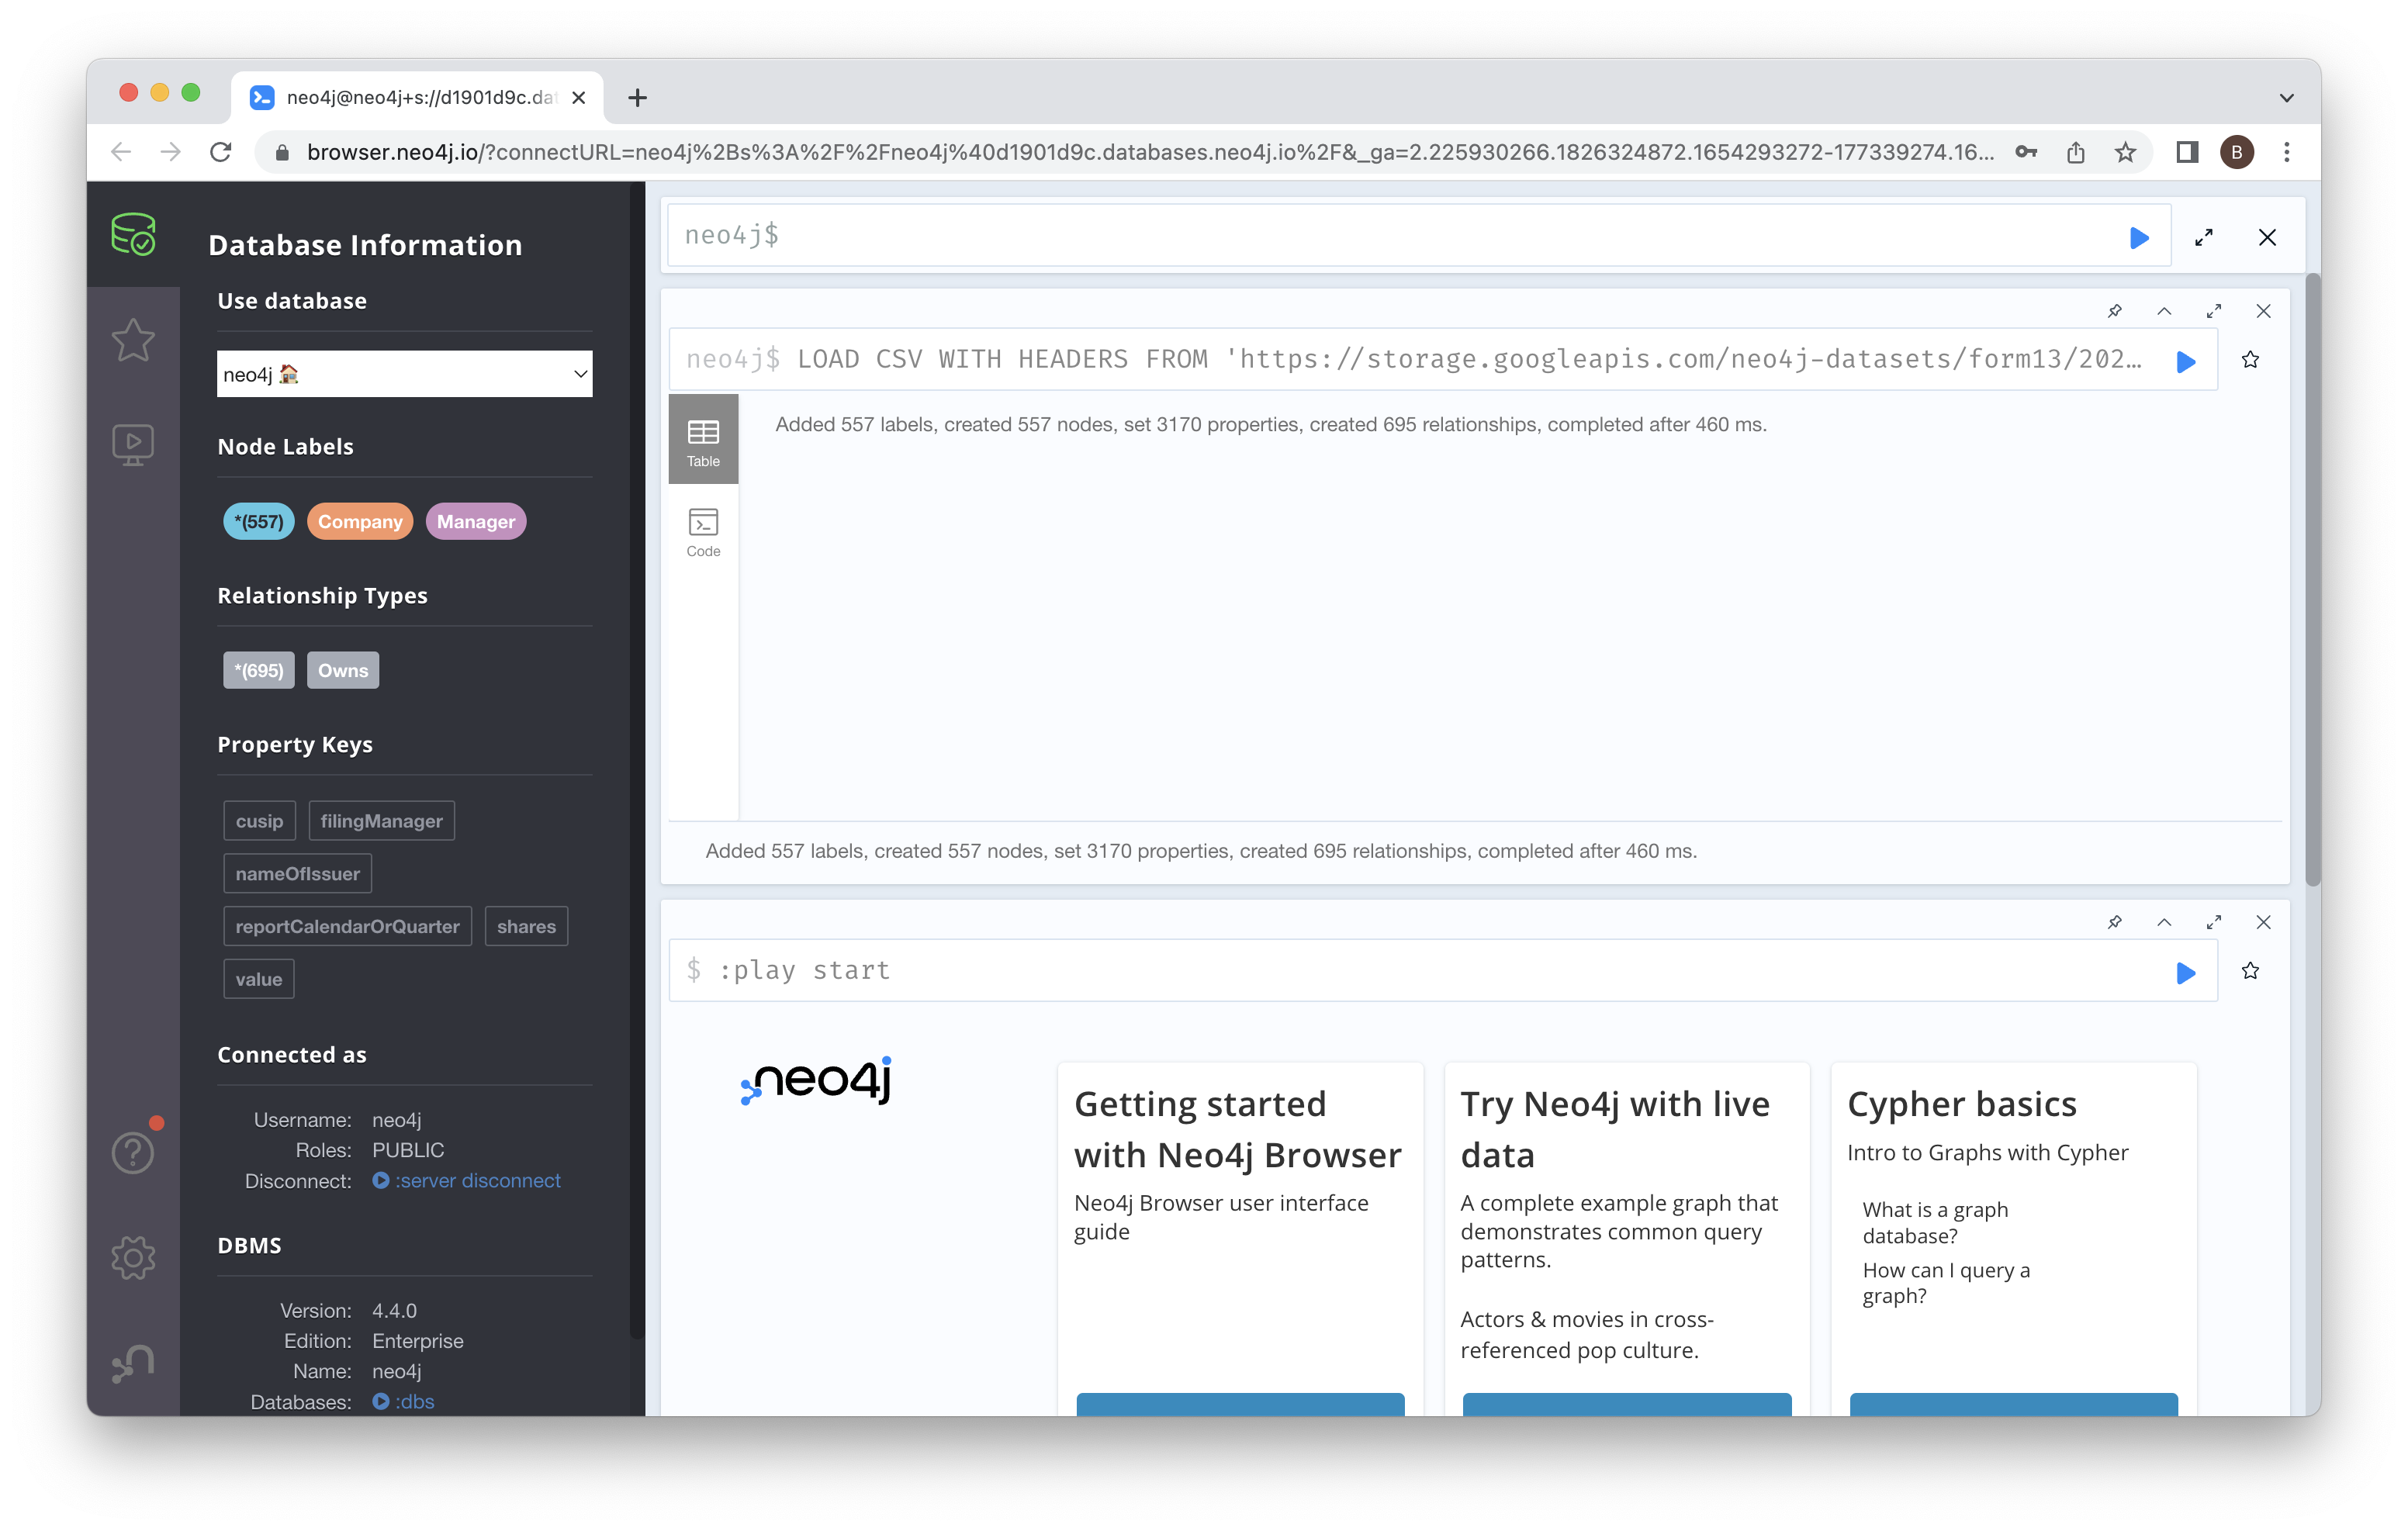 neo4j@neo4j+s://d1901d9c.dat
browser.neo4j.io/?connectURL=neo4j%2Bs%3A%2F%2Fneo4j%40d1901d9c.databases.neo4j.io%2F&_ga=2.225930266.1826324872.1654293272-177339274.16...
B
Database Information
Use database
neo4j
Node Labels
*(557) Company Manager
Relationship Types
*(695) Owns
Property Keys
cusip filingManager
nameOfIssuer
reportCalendarOrQuarter shares
value
Connected as
Username: neo4j
Roles: PUBLIC
Disconnect: :server disconnect
DBMS
Version: 4.4.0
Edition: Enterprise
Name: neo4j
Databases: :dbs
neo4j$
neo4j$ LOAD CSV WITH HEADERS FROM 'https://storage.googleapis.com/neo4j-datasets/form13/202…
Table
Code
Added 557 labels, created 557 nodes, set 3170 properties, created 695 relationships, completed after 460 ms.
Added 557 labels, created 557 nodes, set 3170 properties, created 695 relationships, completed after 460 ms.
$ :play start
neo4j
Getting started
with Neo4j Browser
Neo4j Browser user interface
guide
Try Neo4j with live
data
A complete example graph that
demonstrates common query
patterns.
Actors & movies in cross-
referenced pop culture.
Cypher basics
Intro to Graphs with Cypher
What is a graph
database?
How can I query a
graph?